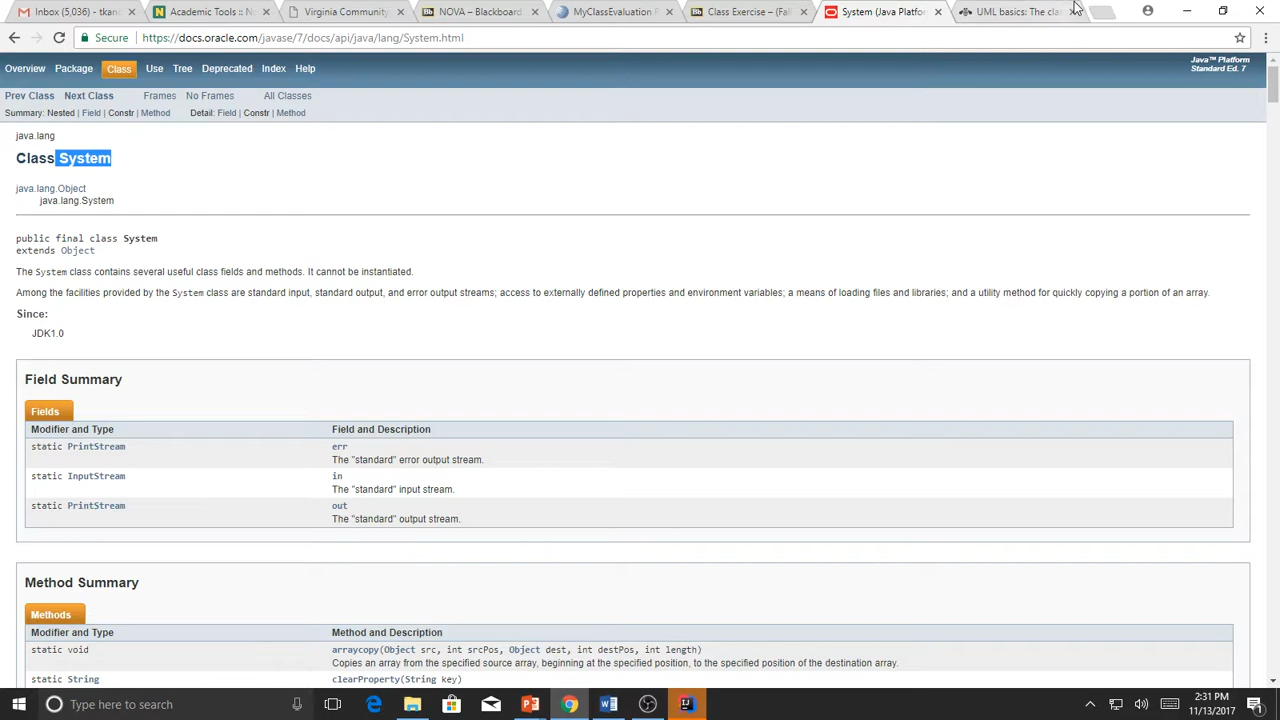 Inbox (5,036) - tkan
Academic Tools :: N
Virginia Community
NOVA – Blackboard
MyClassEvaluation
Class Exercise – (Fal
System (Java Platfo
UML basics: The cla
Secure https://docs.oracle.com/javase/7/docs/api/java/lang/System.html
Overview Package Class Use Tree Deprecated Index Help
Java™ Platform
Standard Ed. 7
Prev Class Next Class Frames No Frames All Classes
Summary: Nested | Field | Constr | Method Detail: Field | Constr | Method
java.lang
Class System
java.lang.Object
java.lang.System
public final class System
extends Object
The System class contains several useful class fields and methods. It cannot be instantiated.
Among the facilities provided by the System class are standard input, standard output, and error output streams; access to externally defined properties and environment variables; a means of loading files and libraries; and a utility method for quickly copying a portion of an array.
Since:
JDK1.0
Field Summary
Fields
Modifier and Type Field and Description
static PrintStream err
The "standard" error output stream.
static InputStream in
The "standard" input stream.
static PrintStream out
The "standard" output stream.
Method Summary
Methods
Modifier and Type Method and Description
static void arraycopy(Object src, int srcPos, Object dest, int destPos, int length)
Copies an array from the specified source array, beginning at the specified position, to the specified position of the destination array.
static String clearProperty(String key)
Type here to search
2:31 PM
11/13/2017